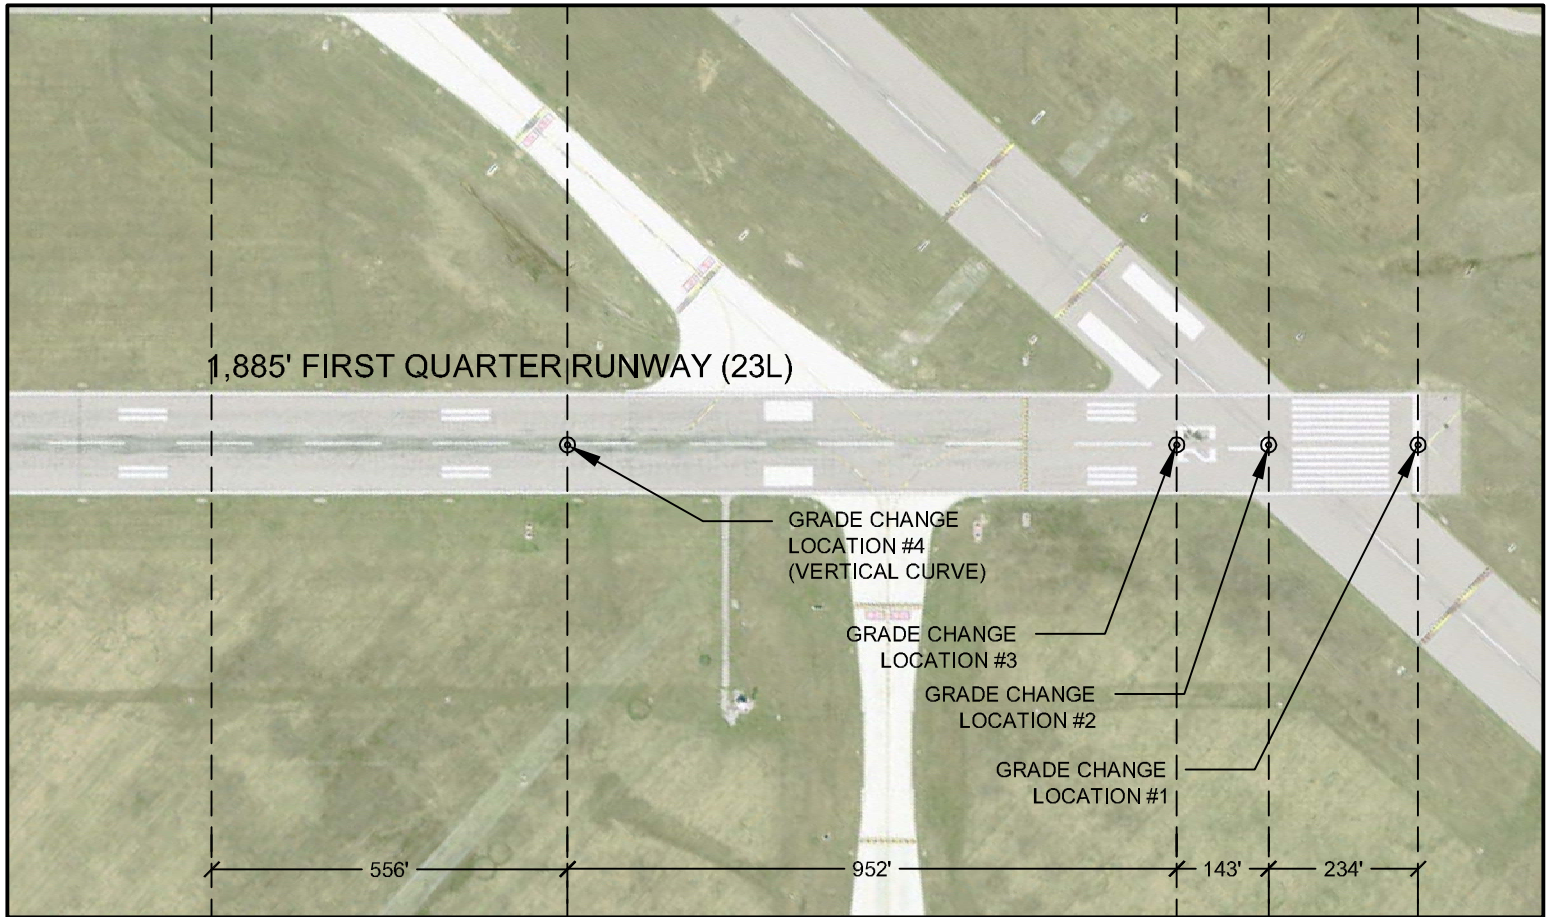 1,885' FIRST QUARTER RUNWAY (23L)
GRADE CHANGE
LOCATION #4
(VERTICAL CURVE)
GRADE CHANGE
LOCATION #3
GRADE CHANGE
LOCATION #2
GRADE CHANGE
LOCATION #1
556'
952'
143'
234'